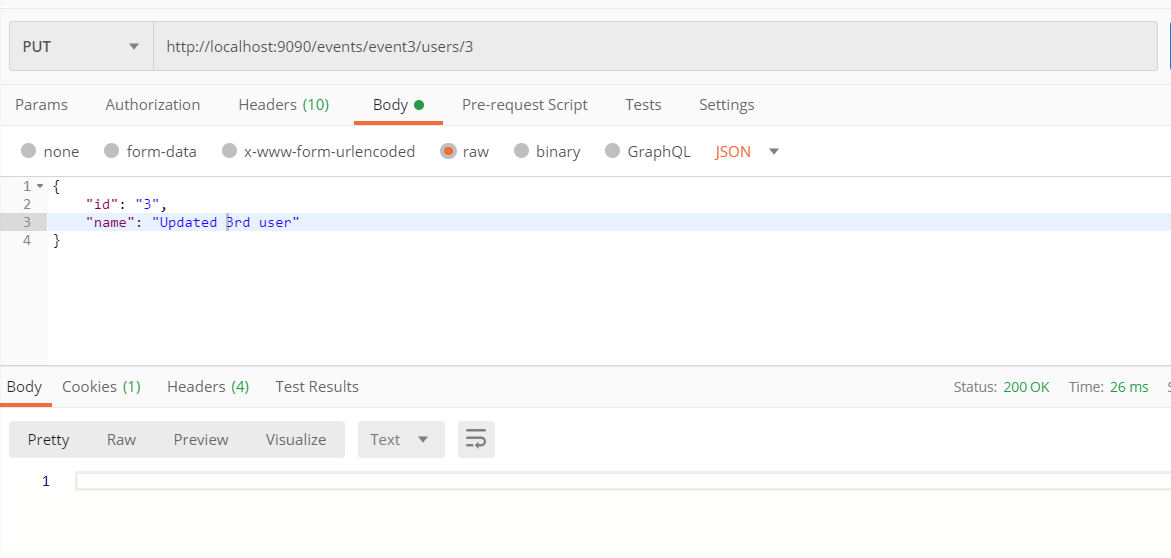 PUT http://localhost:9090/events/event3/users/3
Params Authorization Headers (10) Body Pre-request Script Tests Settings
none form-data x-www-form-urlencoded raw binary GraphQL JSON
1 {
2 "id": "3",
3 "name": "Updated 3rd user"
4 }
Body Cookies (1) Headers (4) Test Results Status: 200 OK Time: 26 ms
Pretty Raw Preview Visualize Text
1